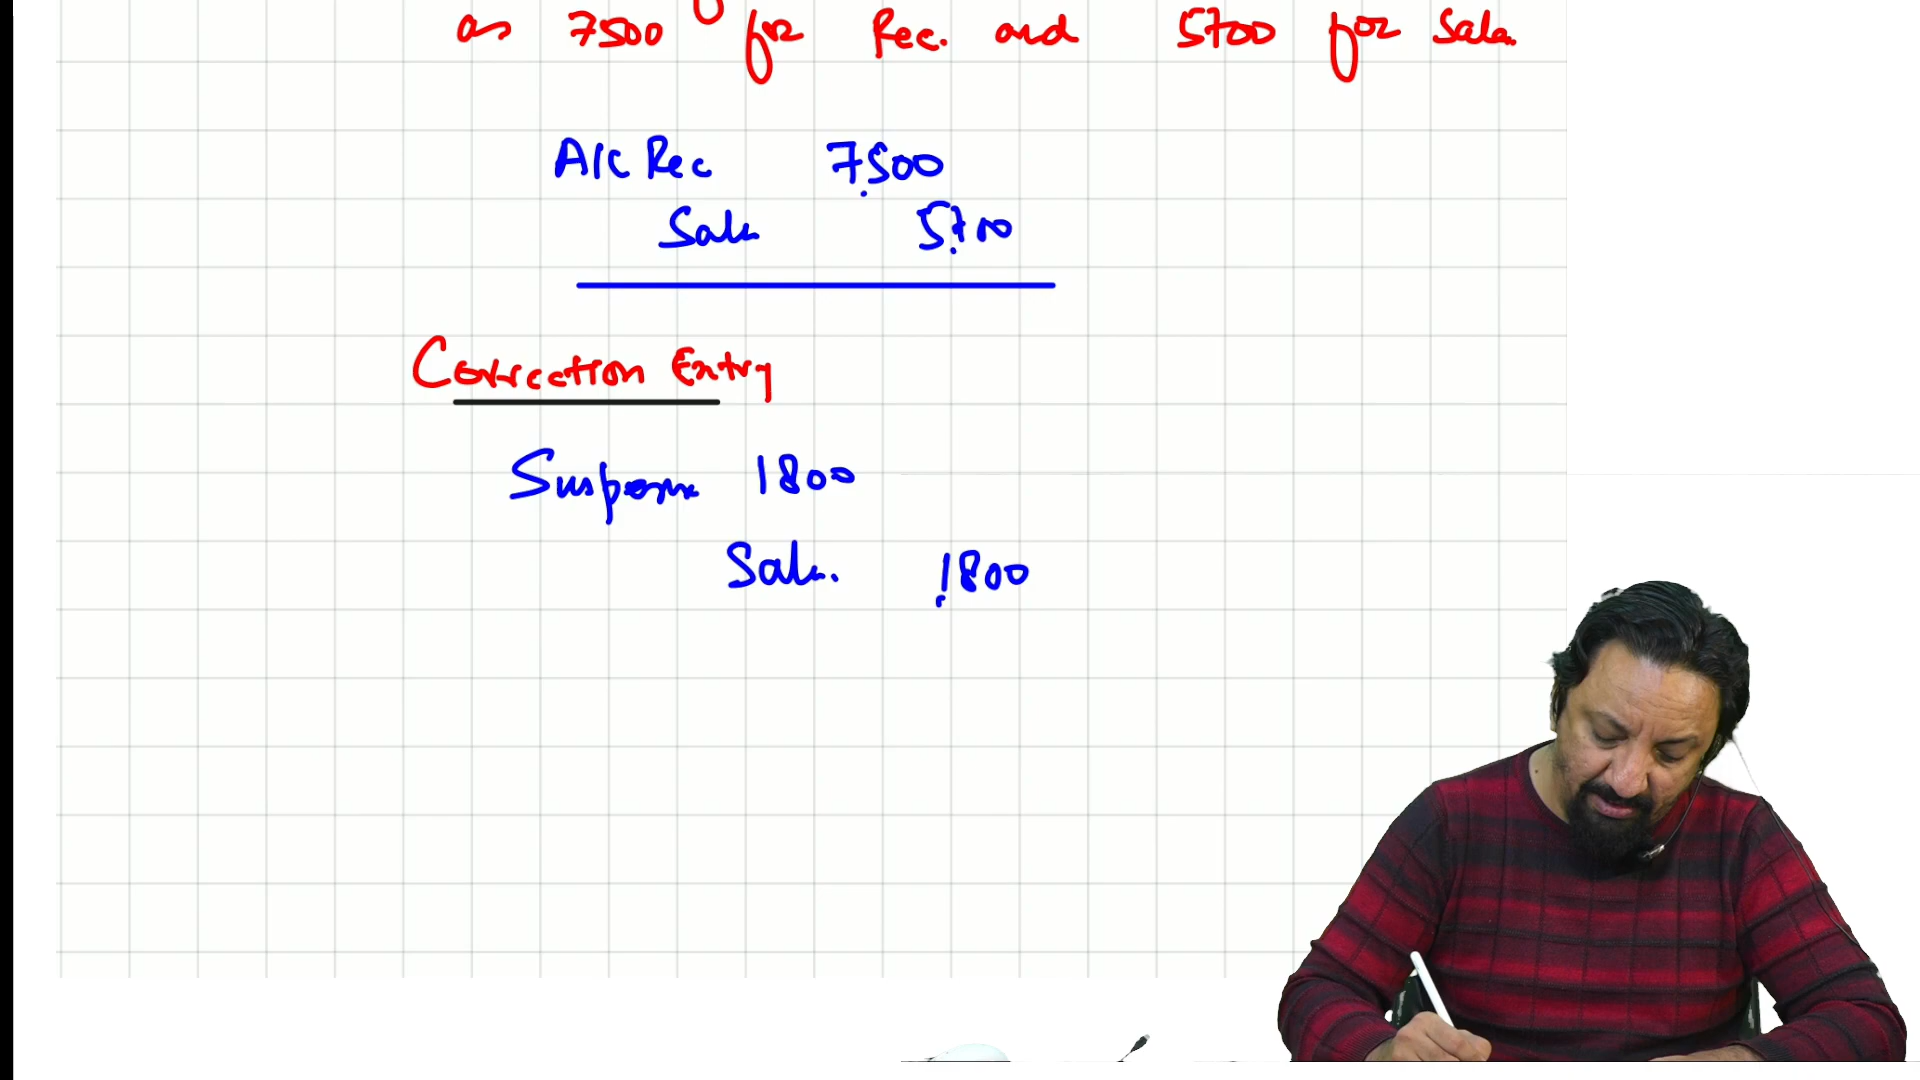 as 7500 for Rec. and 5700 for Sale.
A/C Rec 7500
Sale 5700
Correction Entry
Suspense 1800
Sale. 1800